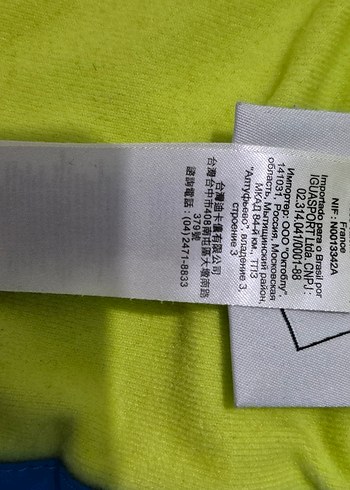 France
NIF: N0013342A
Importado para o Brasil por
IGUASPORT Ltda. CNPJ:
02.314.041/0001-88
Импортер: ООО "Октоблу",
141031, Россия, Московская
область, Мытищинский район,
МКАД 84-й км., ТПЗ
"Алтуфьево", владение 3,
строение 3
台灣迪卡儂有限公司
台灣台中市408南屯區大墩南路
379號
諮詢電話：(04) 2471-8833